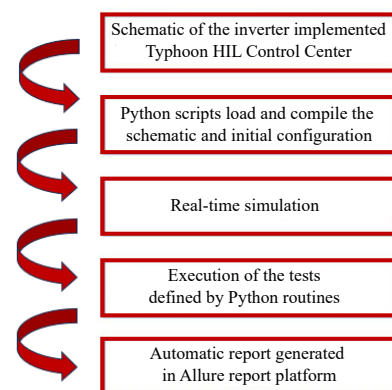 Schematic of the inverter implemented
Typhoon HIL Control Center
Python scripts load and compile the
schematic and initial configuration
Real-time simulation
Execution of the tests
defined by Python routines
Automatic report generated
in Allure report platform